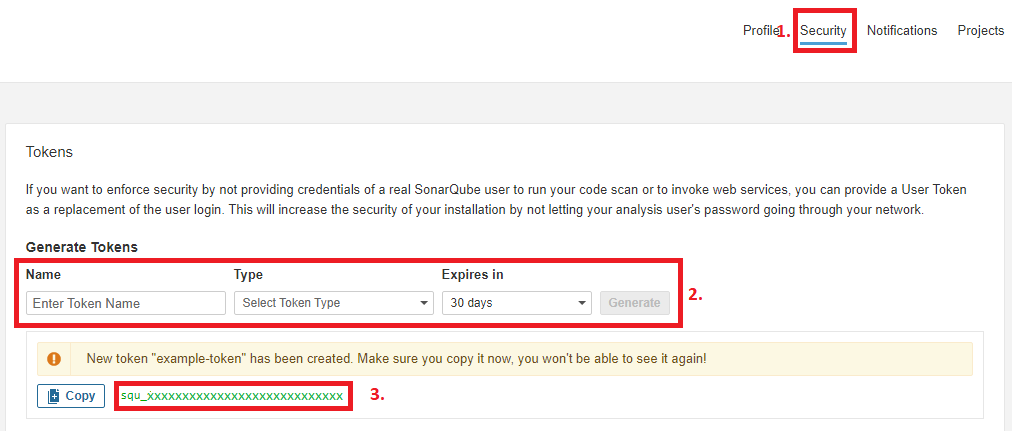 Profile 1. Security Notifications Projects
Tokens
If you want to enforce security by not providing credentials of a real SonarQube user to run your code scan or to invoke web services, you can provide a User Token
as a replacement of the user login. This will increase the security of your installation by not letting your analysis user's password going through your network.
Generate Tokens
Name Type Expires in
Enter Token Name Select Token Type 30 days Generate 2.
New token "example-token" has been created. Make sure you copy it now, you won't be able to see it again!
Copy squ_xxxxxxxxxxxxxxxxxxxxxxxxxxxx 3.